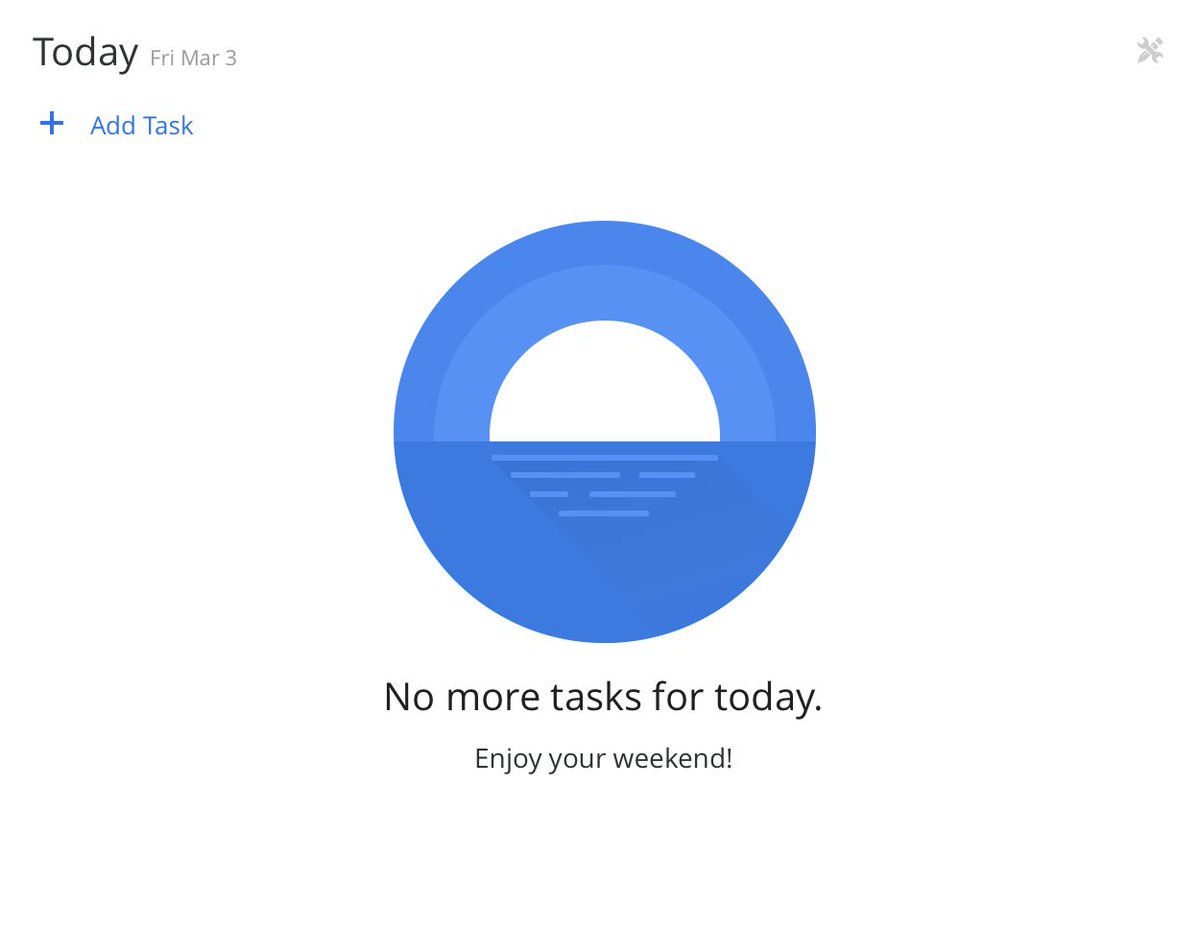 Today Fri Mar 3
+ Add Task
No more tasks for today.
Enjoy your weekend!